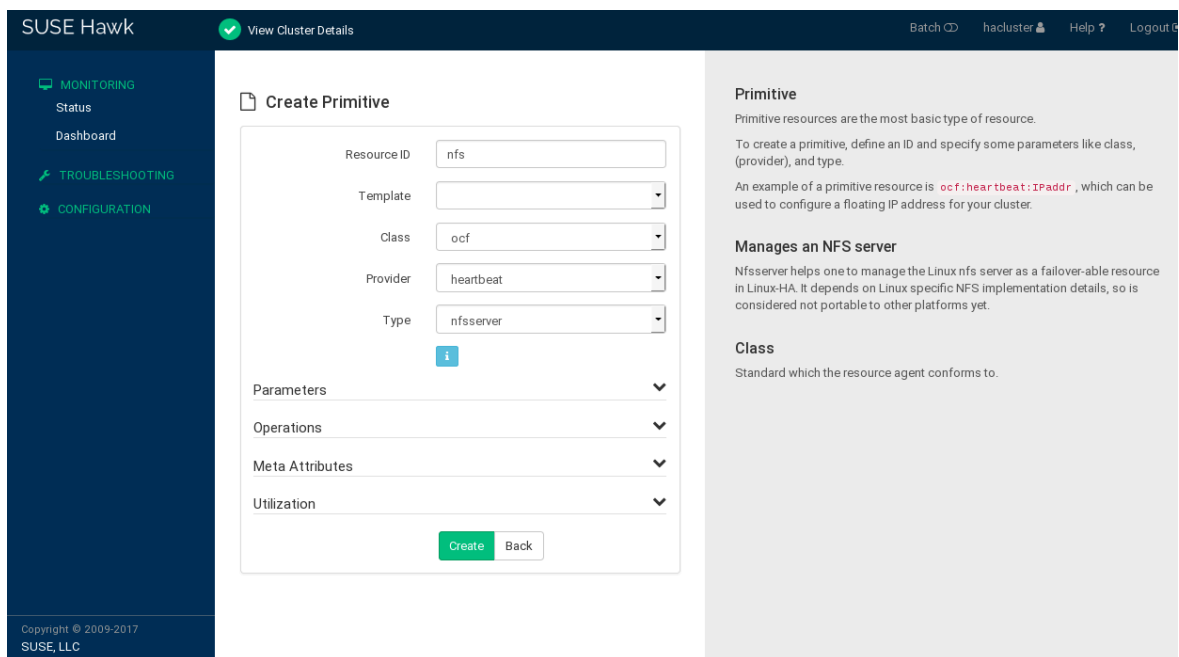 SUSE Hawk
View Cluster Details
Batch
hacluster
Help ?
Logout
MONITORING
Status
Dashboard
TROUBLESHOOTING
CONFIGURATION
Create Primitive
Resource ID
nfs
Template
Class
ocf
Provider
heartbeat
Type
nfsserver
i
Parameters
Operations
Meta Attributes
Utilization
Create
Back
Primitive
Primitive resources are the most basic type of resource.
To create a primitive, define an ID and specify some parameters like class,
(provider), and type.
An example of a primitive resource is ocf:heartbeat:IPaddr , which can be
used to configure a floating IP address for your cluster.
Manages an NFS server
Nfsserver helps one to manage the Linux nfs server as a failover-able resource
in Linux-HA. It depends on Linux specific NFS implementation details, so is
considered not portable to other platforms yet.
Class
Standard which the resource agent conforms to.
Copyright © 2009-2017
SUSE, LLC